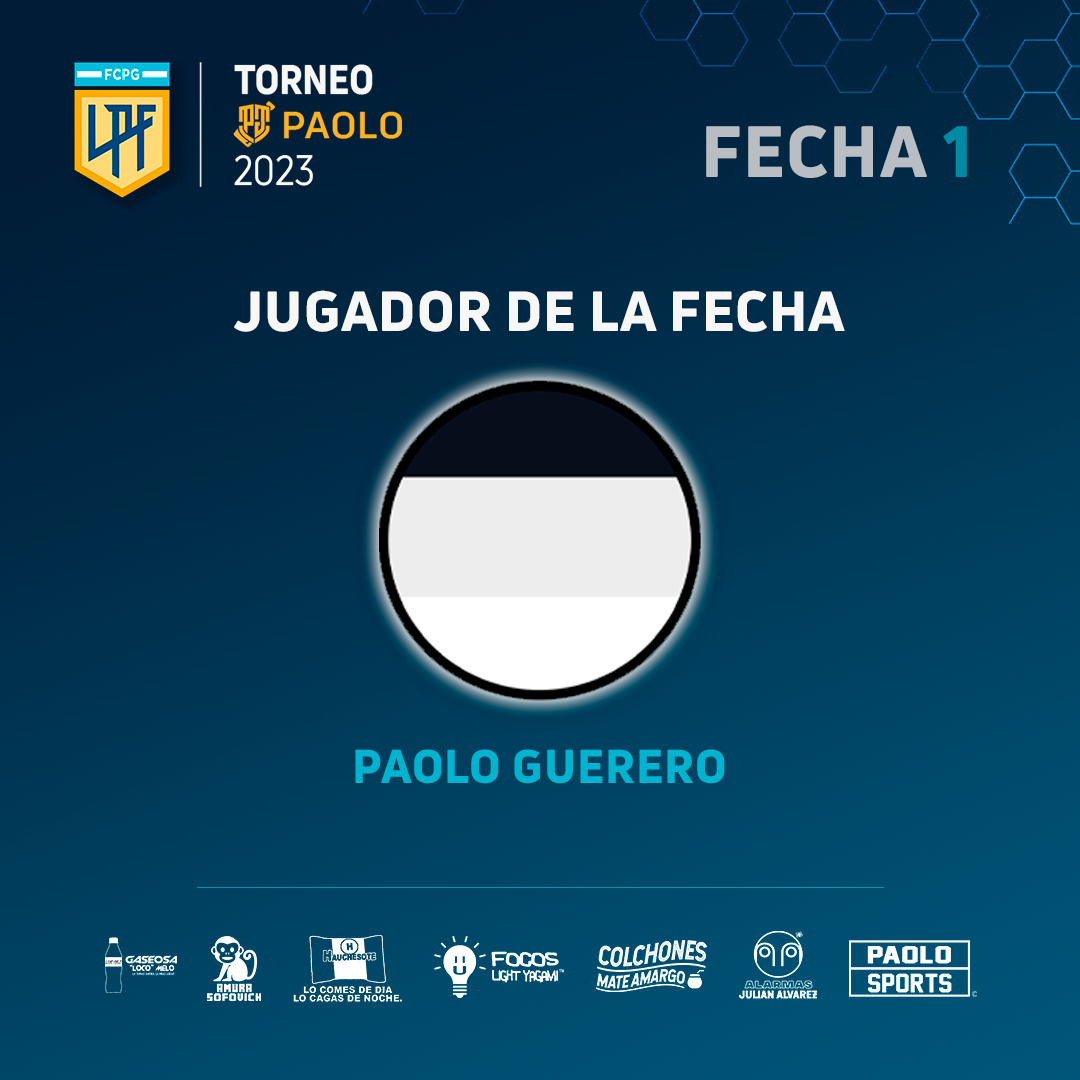 FCPG
LPF
TORNEO
PAOLO
2023
FECHA 1
JUGADOR DE LA FECHA
PAOLO GUERERO
GASEOSA
"LOCO" MELO
AMURA
SOFOVICH
H
HAUCHESOTE
LO COMES DE DIA
LO CAGAS DE NOCHE.
FOCOS
LIGHT YAGAMI™
COLCHONES
MATE AMARGO
ALARMAS
JULIAN ALVAREZ
PAOLO
SPORTS
©